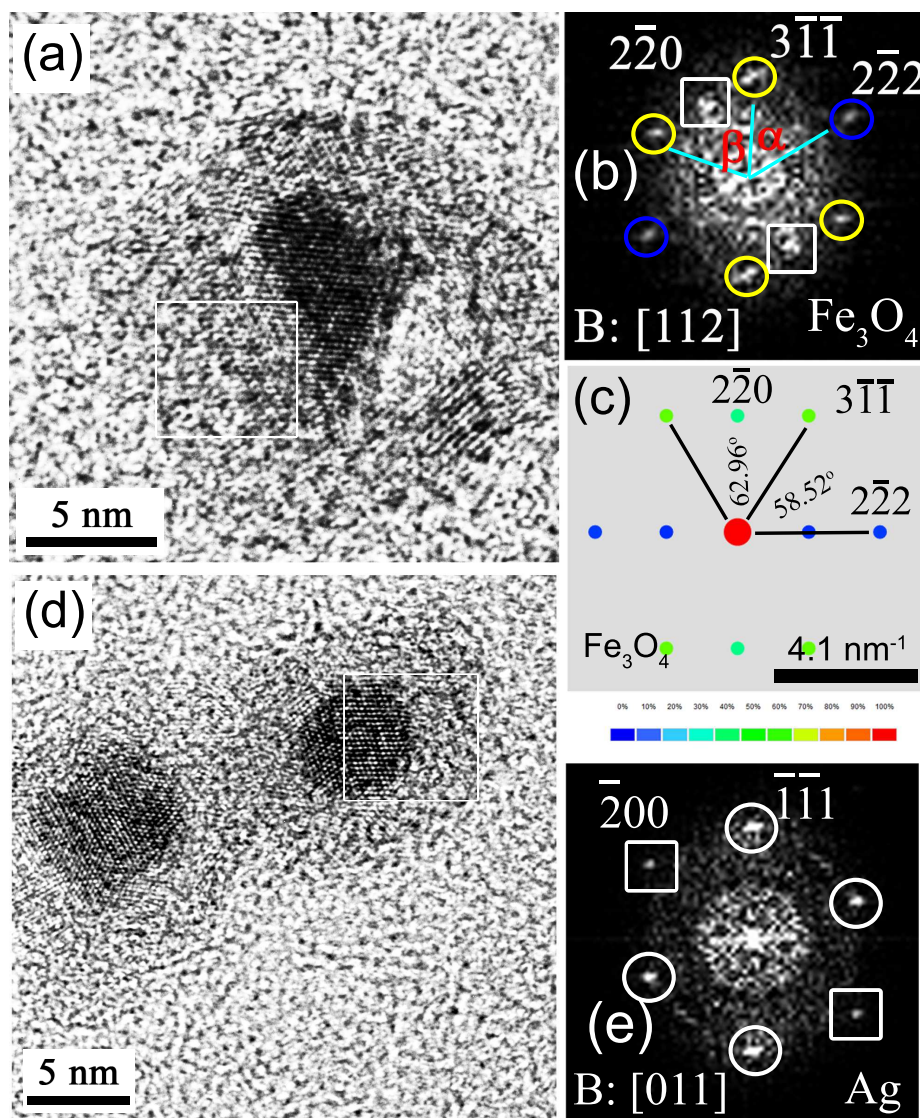 (a)
5 nm
22̅0
31̅1̅
22̅2
β α
(b)
B: [112]
Fe₃O₄
(c)
22̅0
31̅1̅
62.96°
58.52°
22̅2
Fe₃O₄
4.1 nm⁻¹
0% 10% 20% 30% 40% 50% 60% 70% 80% 90% 100%
(d)
5 nm
2̅00
1̅1̅1
(e)
B: [011]
Ag